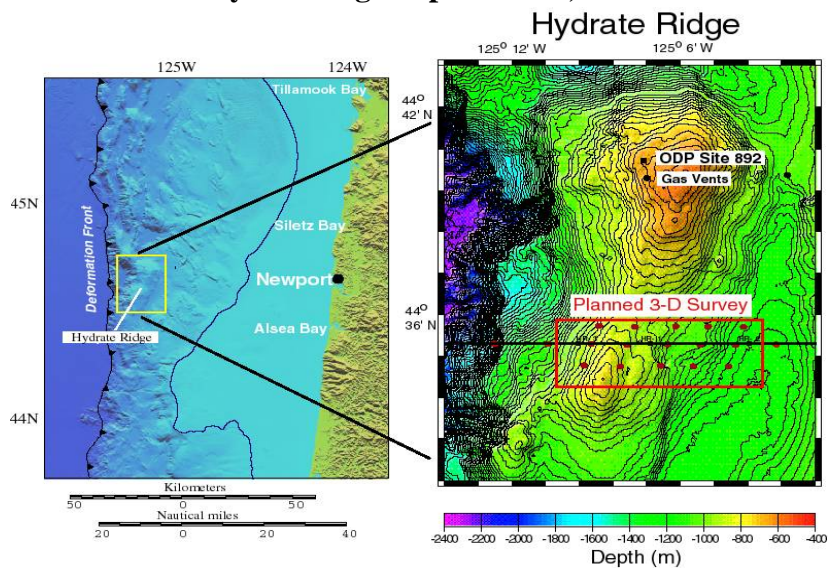 Hydrate Ridge
125W
124W
Tillamook Bay
45N
Deformation Front
Siletz Bay
Newport
Hydrate Ridge
Alsea Bay
44N
Kilometers
50 0 50
Nautical miles
20 0 20 40
125° 12' W
125° 6' W
44° 42' N
ODP Site 892
Gas Vents
44° 36' N
Planned 3-D Survey
-2400 -2200 -2000 -1800 -1600 -1400 -1200 -1000 -800 -600 -400
Depth (m)